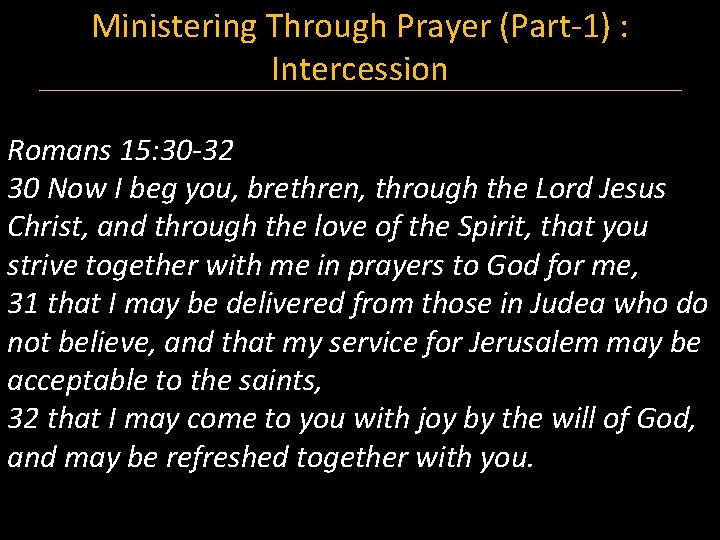 Ministering Through Prayer (Part-1) :
Intercession
Romans 15:30-32
30 Now I beg you, brethren, through the Lord Jesus
Christ, and through the love of the Spirit, that you
strive together with me in prayers to God for me,
31 that I may be delivered from those in Judea who do
not believe, and that my service for Jerusalem may be
acceptable to the saints,
32 that I may come to you with joy by the will of God,
and may be refreshed together with you.